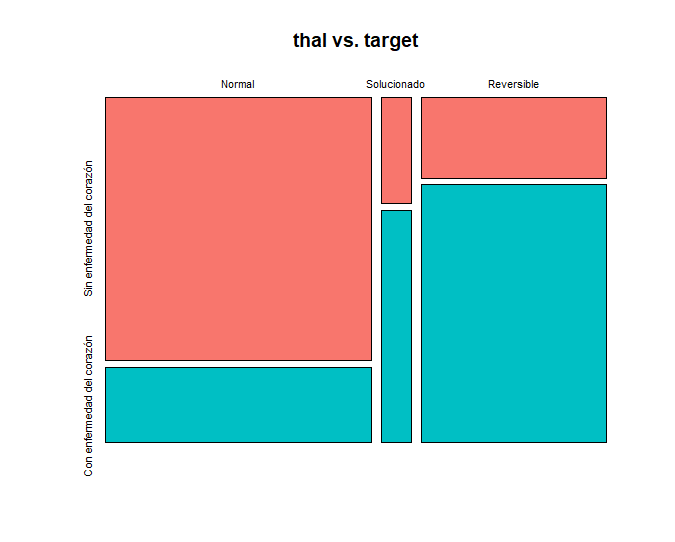 thal vs. target
Normal
Solucionado
Reversible
Sin enfermedad del corazón
Con enfermedad del corazón